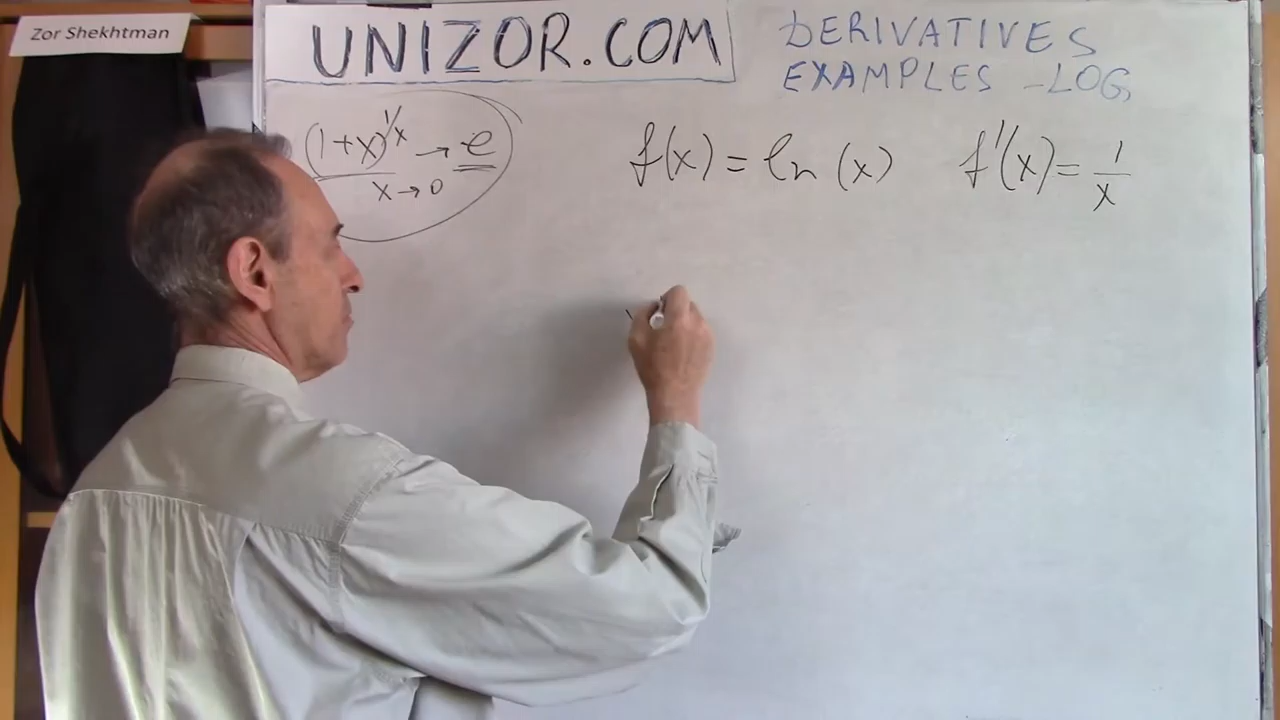 Zor Shekhtman
UNIZOR.COM
DERIVATIVES
EXAMPLES - LOG,
(1+x)^1/x → e
x → 0
f(x) = ln (x) f'(x) = 1/x